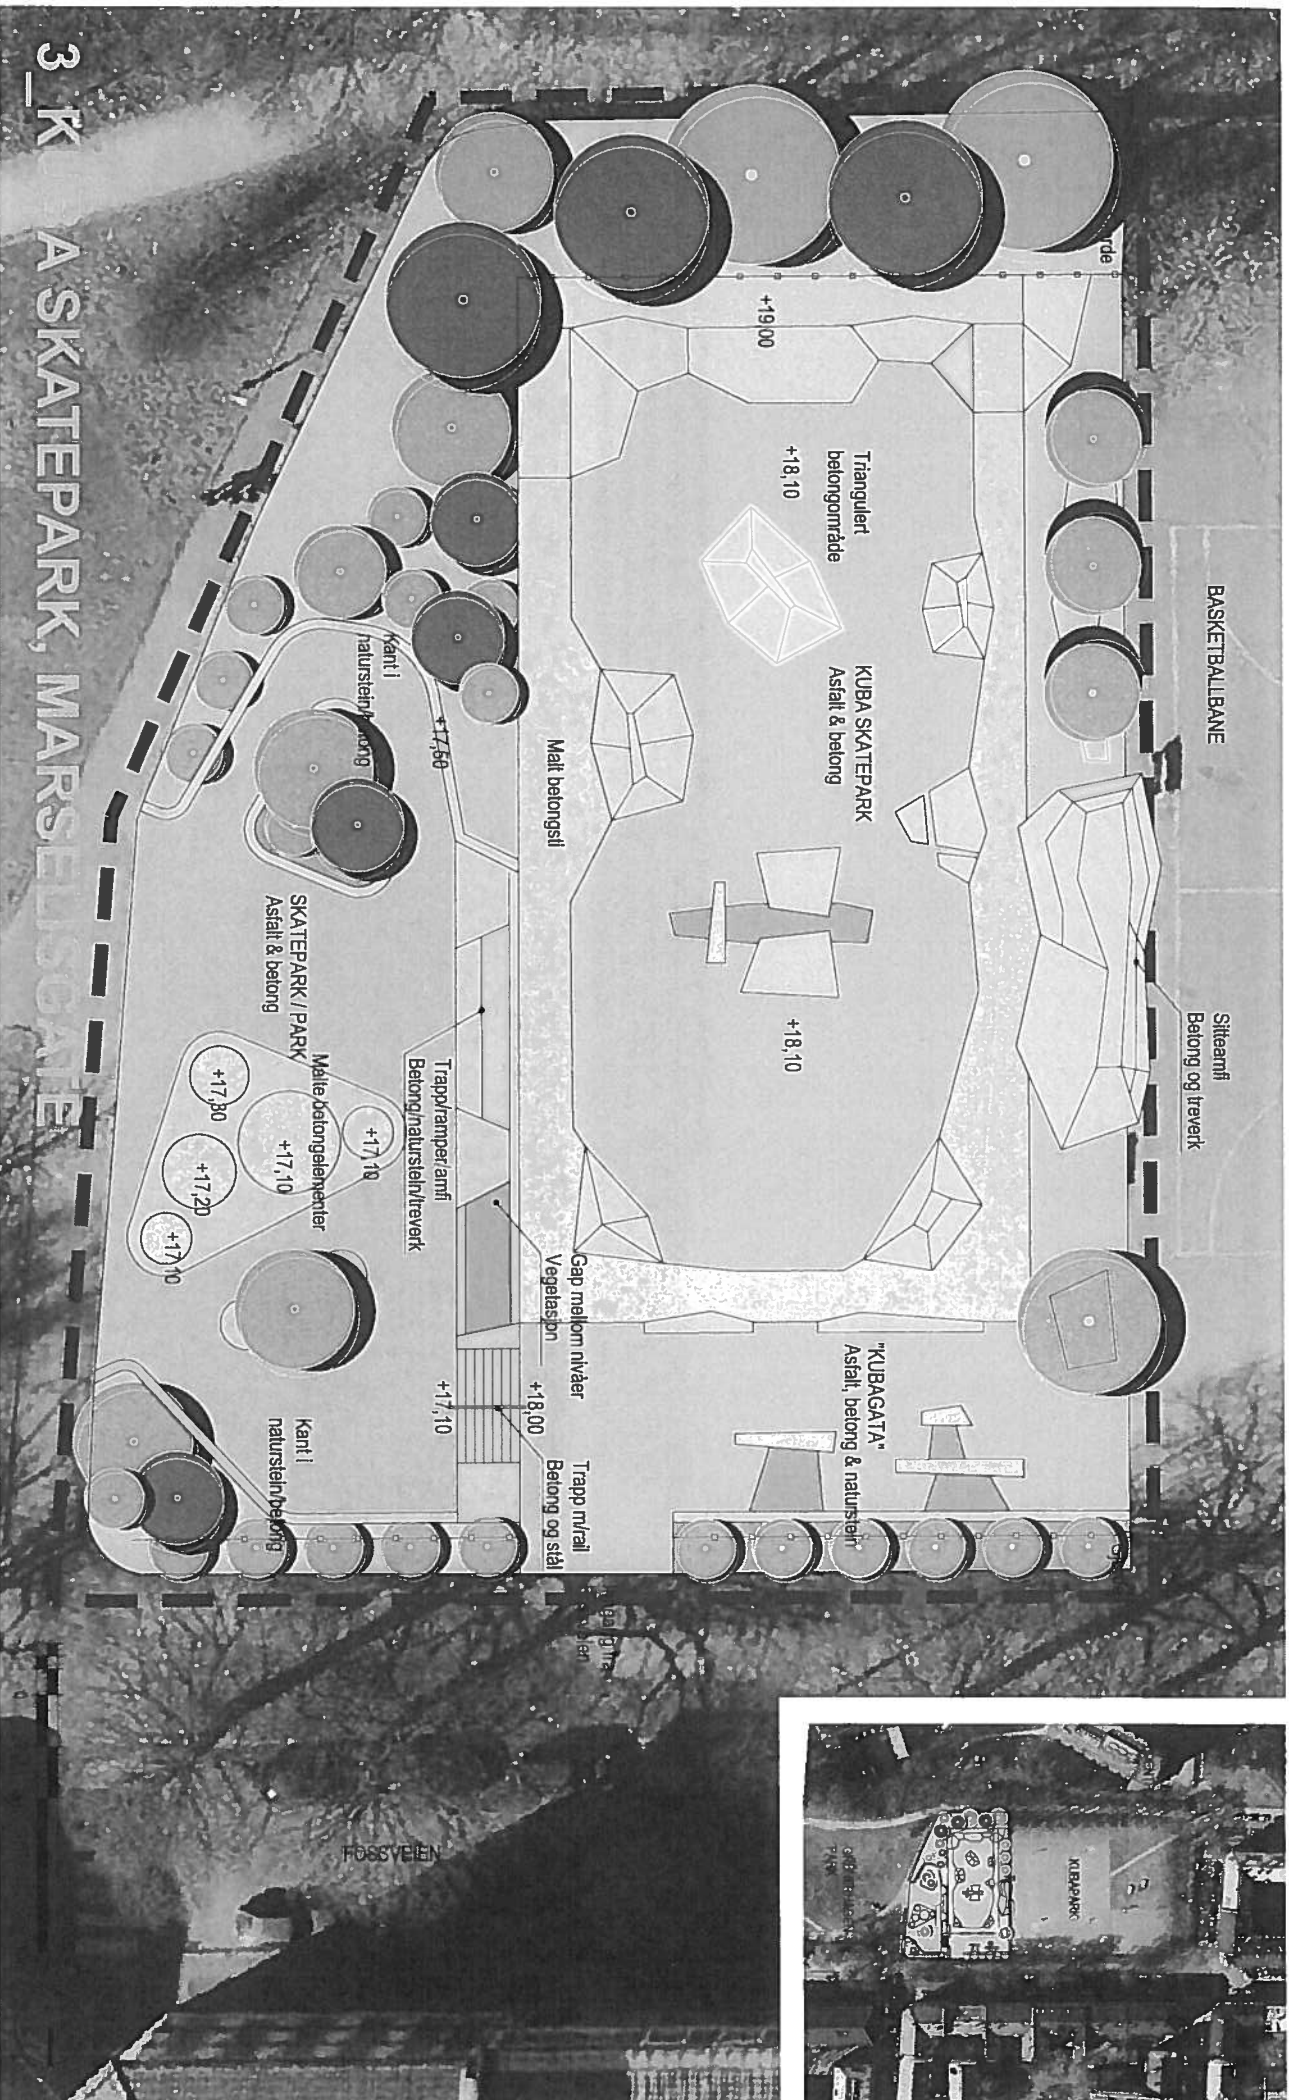 3_KUBA SKATEPARK, MARSELISGATE
BASKETBALLBANE
Sitteamfi
Betong og treverk
+19,00
Triangulert
betongområde
+18,10
KUBA SKATEPARK
Asfalt & betong
+18,10
"KUBAGATA"
Asfalt, betong & naturstein
Malt betongsti
Gap mellom nivåer
Vegetasjon
Trapp m/rail
Betong og stål
+18,00
+17,10
Trapp/ramper/amfi
Betong/naturstein/treverk
+17,60
Kant i
naturstein/betong
SKATEPARK / PARK
Asfalt & betong
Malte betongelementer
+17,10
+17,10
+17,30
+17,20
+17,10
Kant i
naturstein/betong
FOSSVEIEN
KUBAPARK